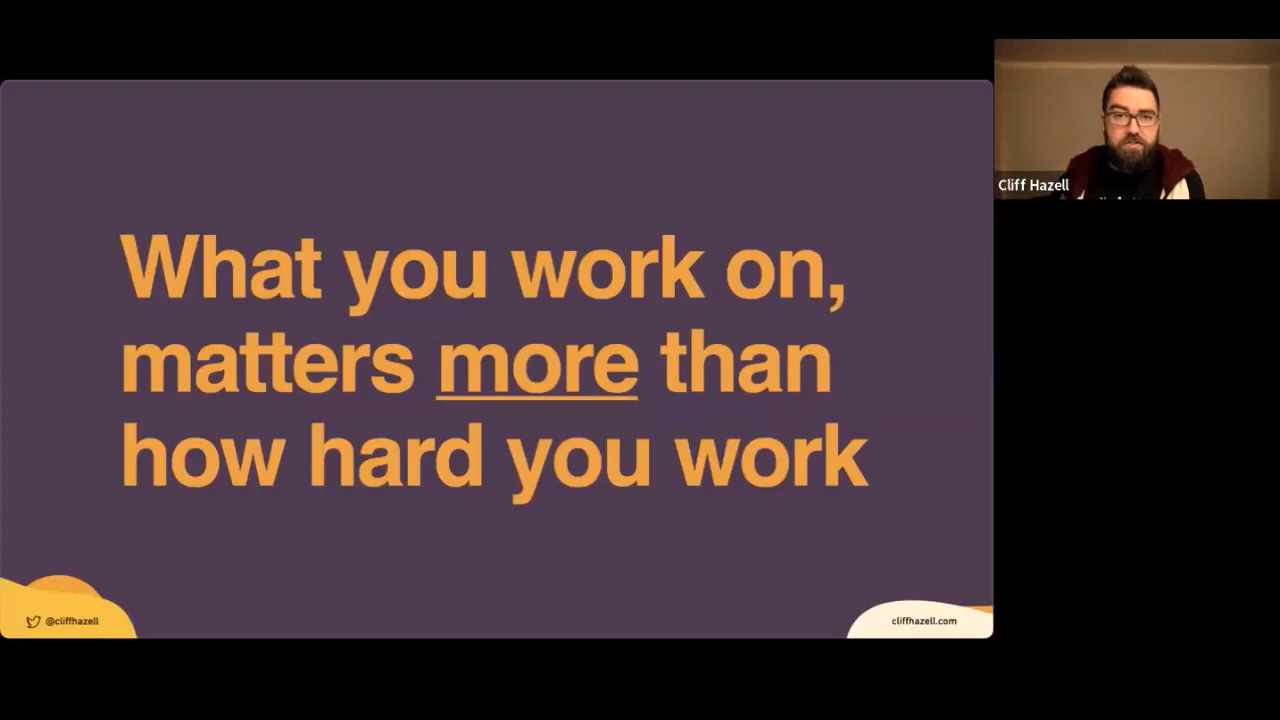 What you work on,
matters more than
how hard you work
@cliffhazell
cliffhazell.com
Cliff Hazell